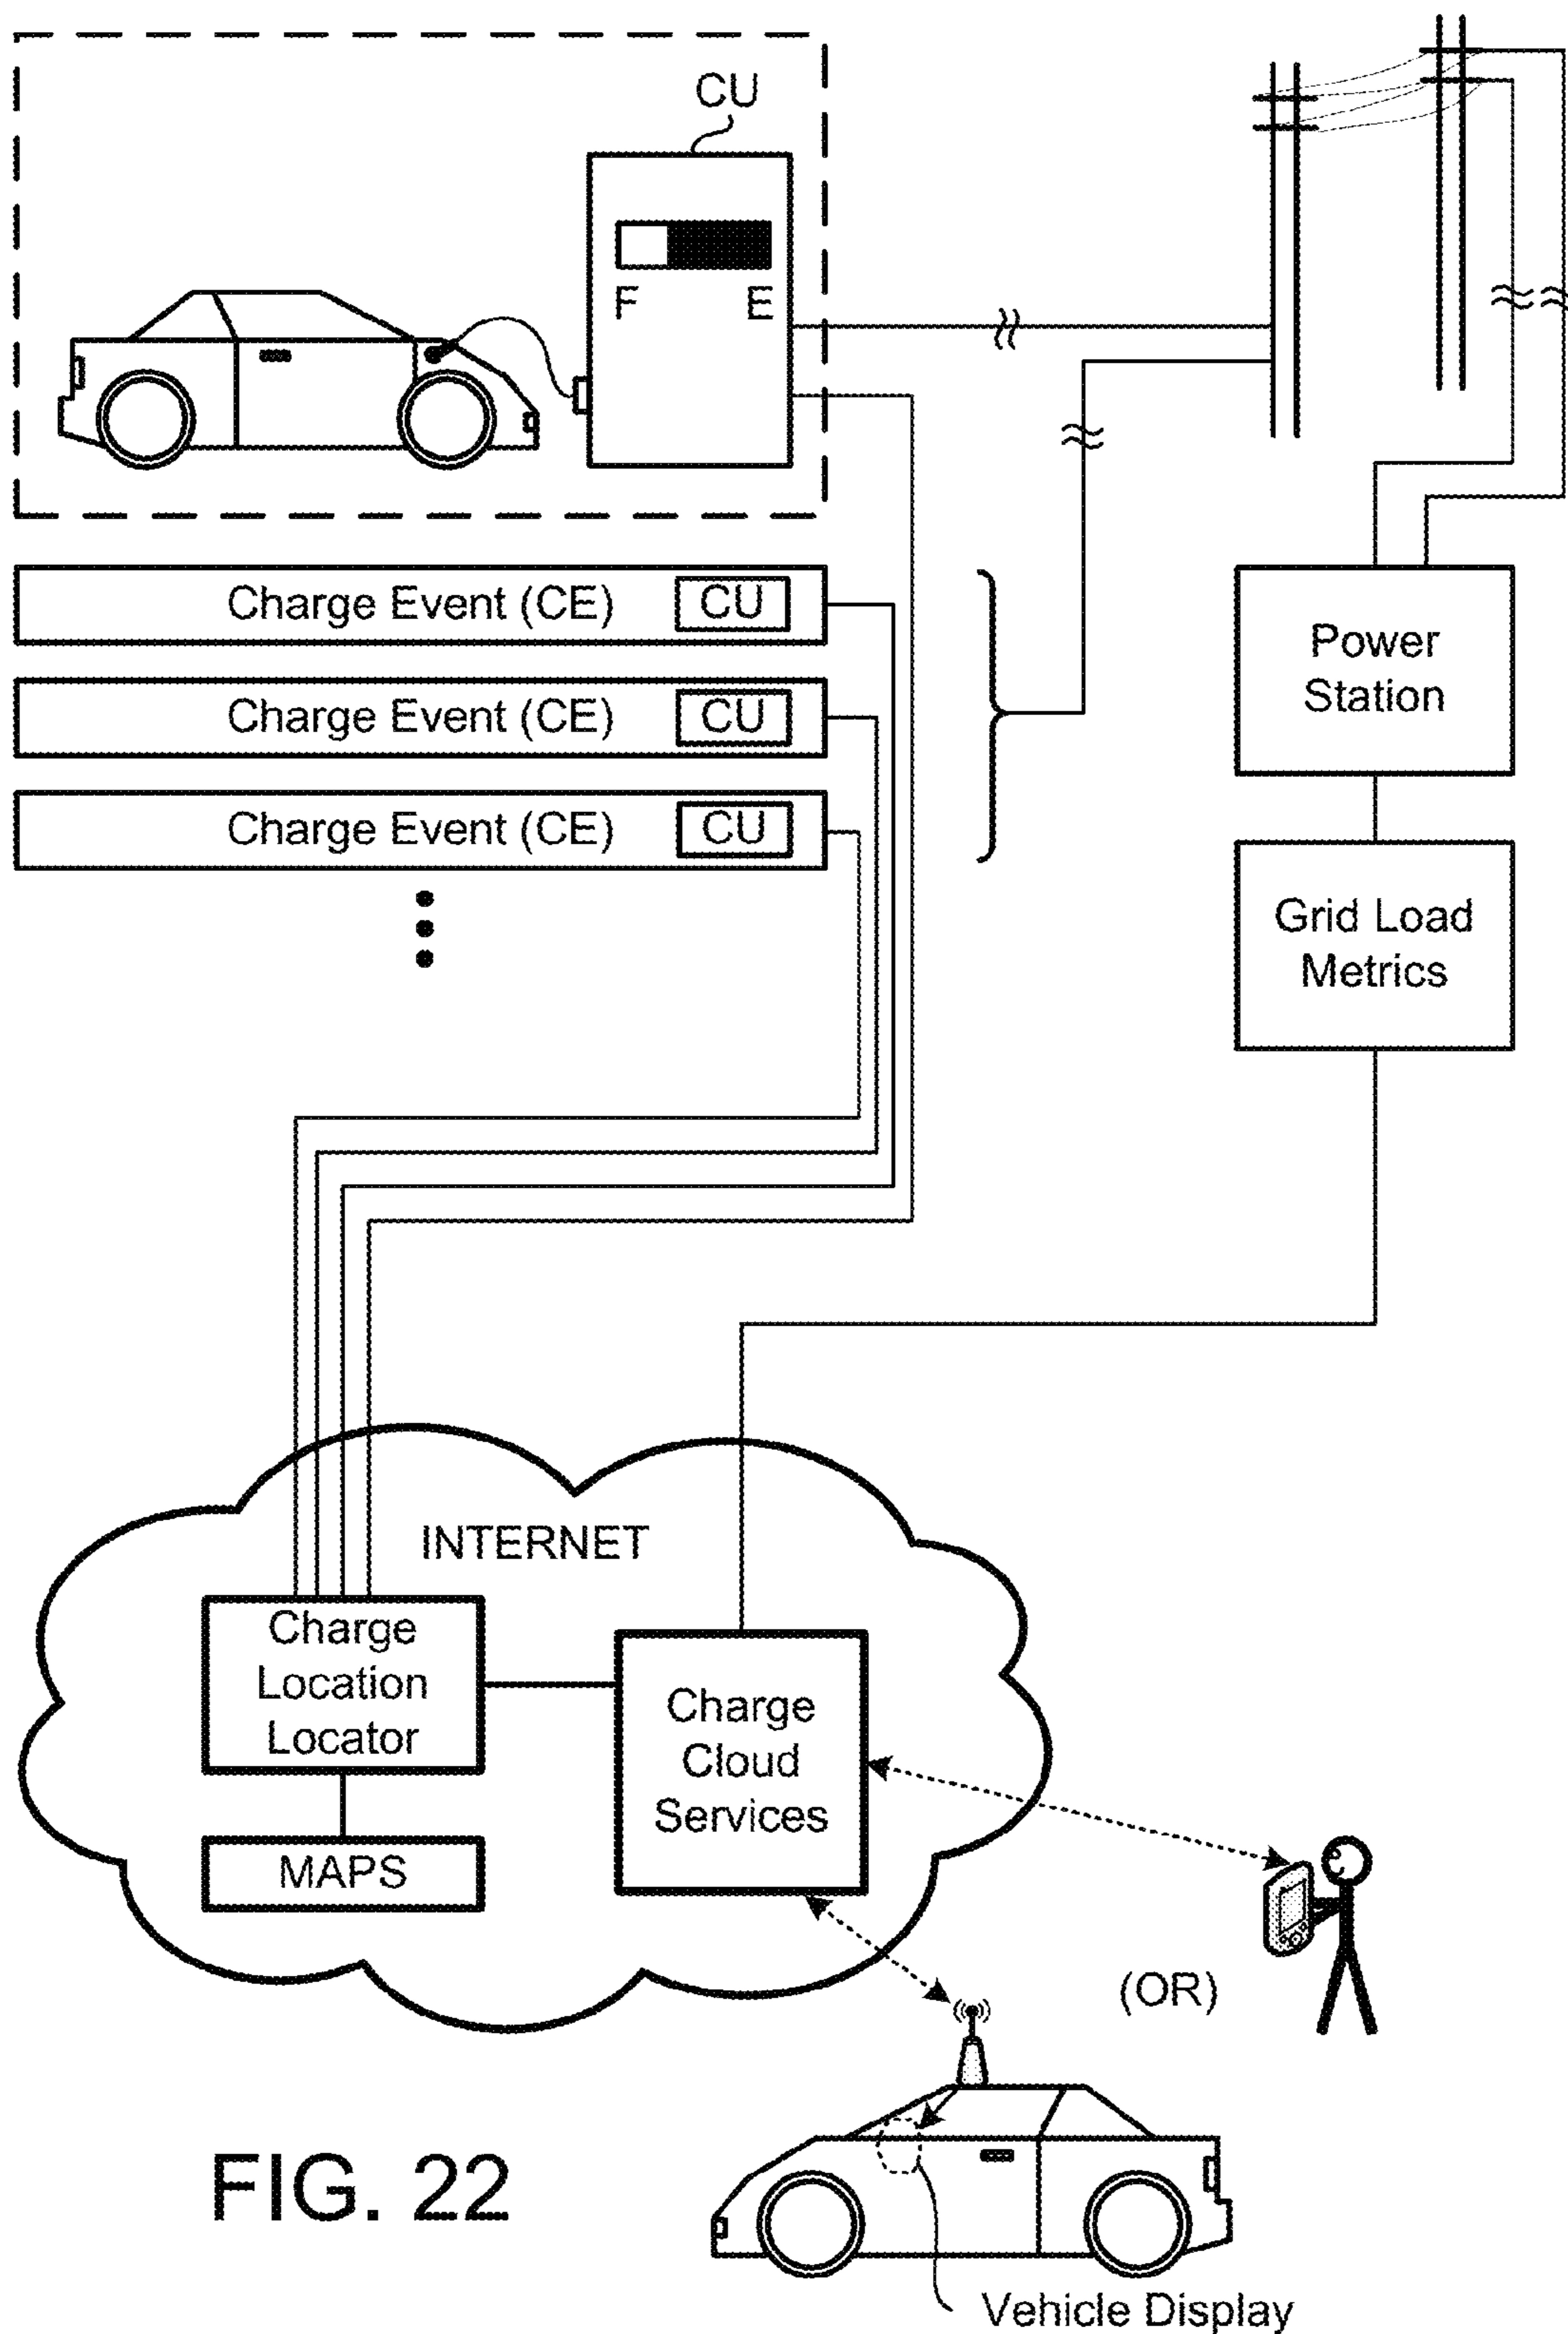 CU
F E
Charge Event (CE) CU
Charge Event (CE) CU
Charge Event (CE) CU
Power
Station
Grid Load
Metrics
INTERNET
Charge
Location
Locator
MAPS
Charge
Cloud
Services
(OR)
FIG. 22
Vehicle Display